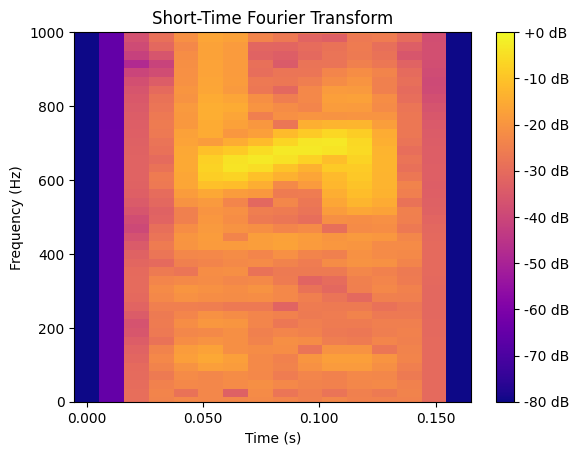 Short-Time Fourier Transform
1000
800
600
400
200
0
Frequency (Hz)
0.000
0.050
0.100
0.150
Time (s)
+0 dB
-10 dB
-20 dB
-30 dB
-40 dB
-50 dB
-60 dB
-70 dB
-80 dB